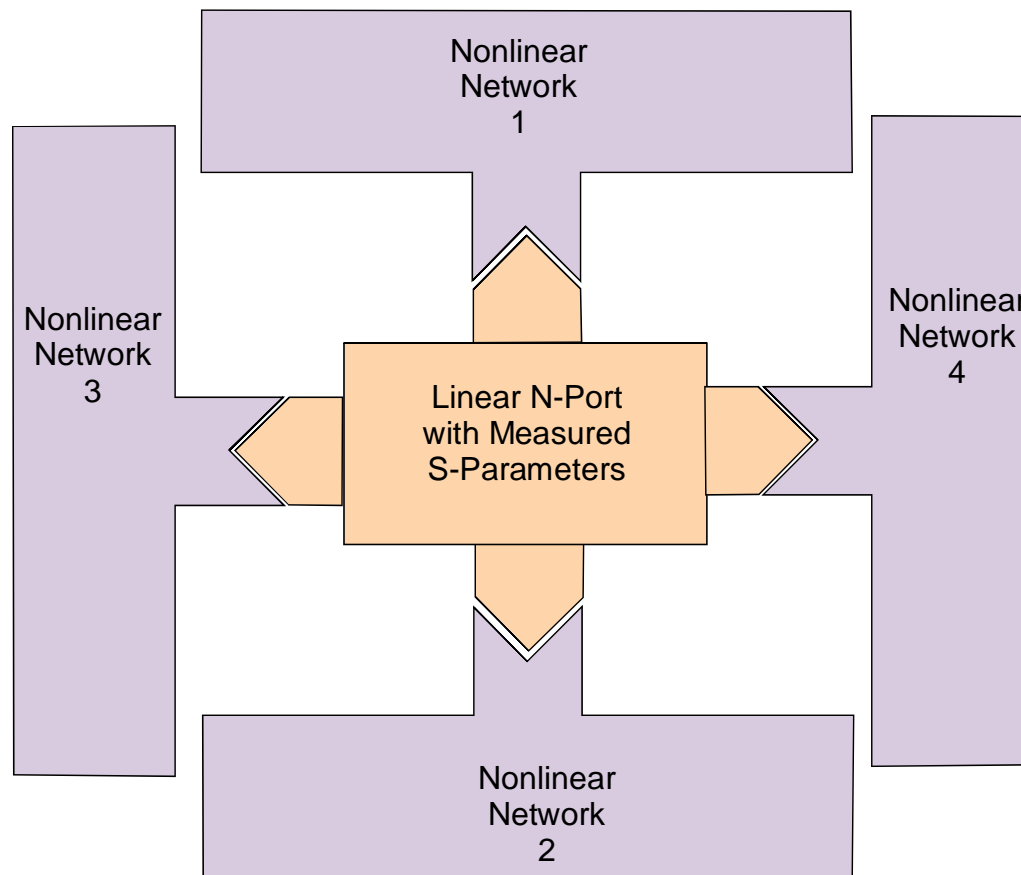 Nonlinear
Network
1
Nonlinear
Network
3
Nonlinear
Network
4
Linear N-Port
with Measured
S-Parameters
Nonlinear
Network
2